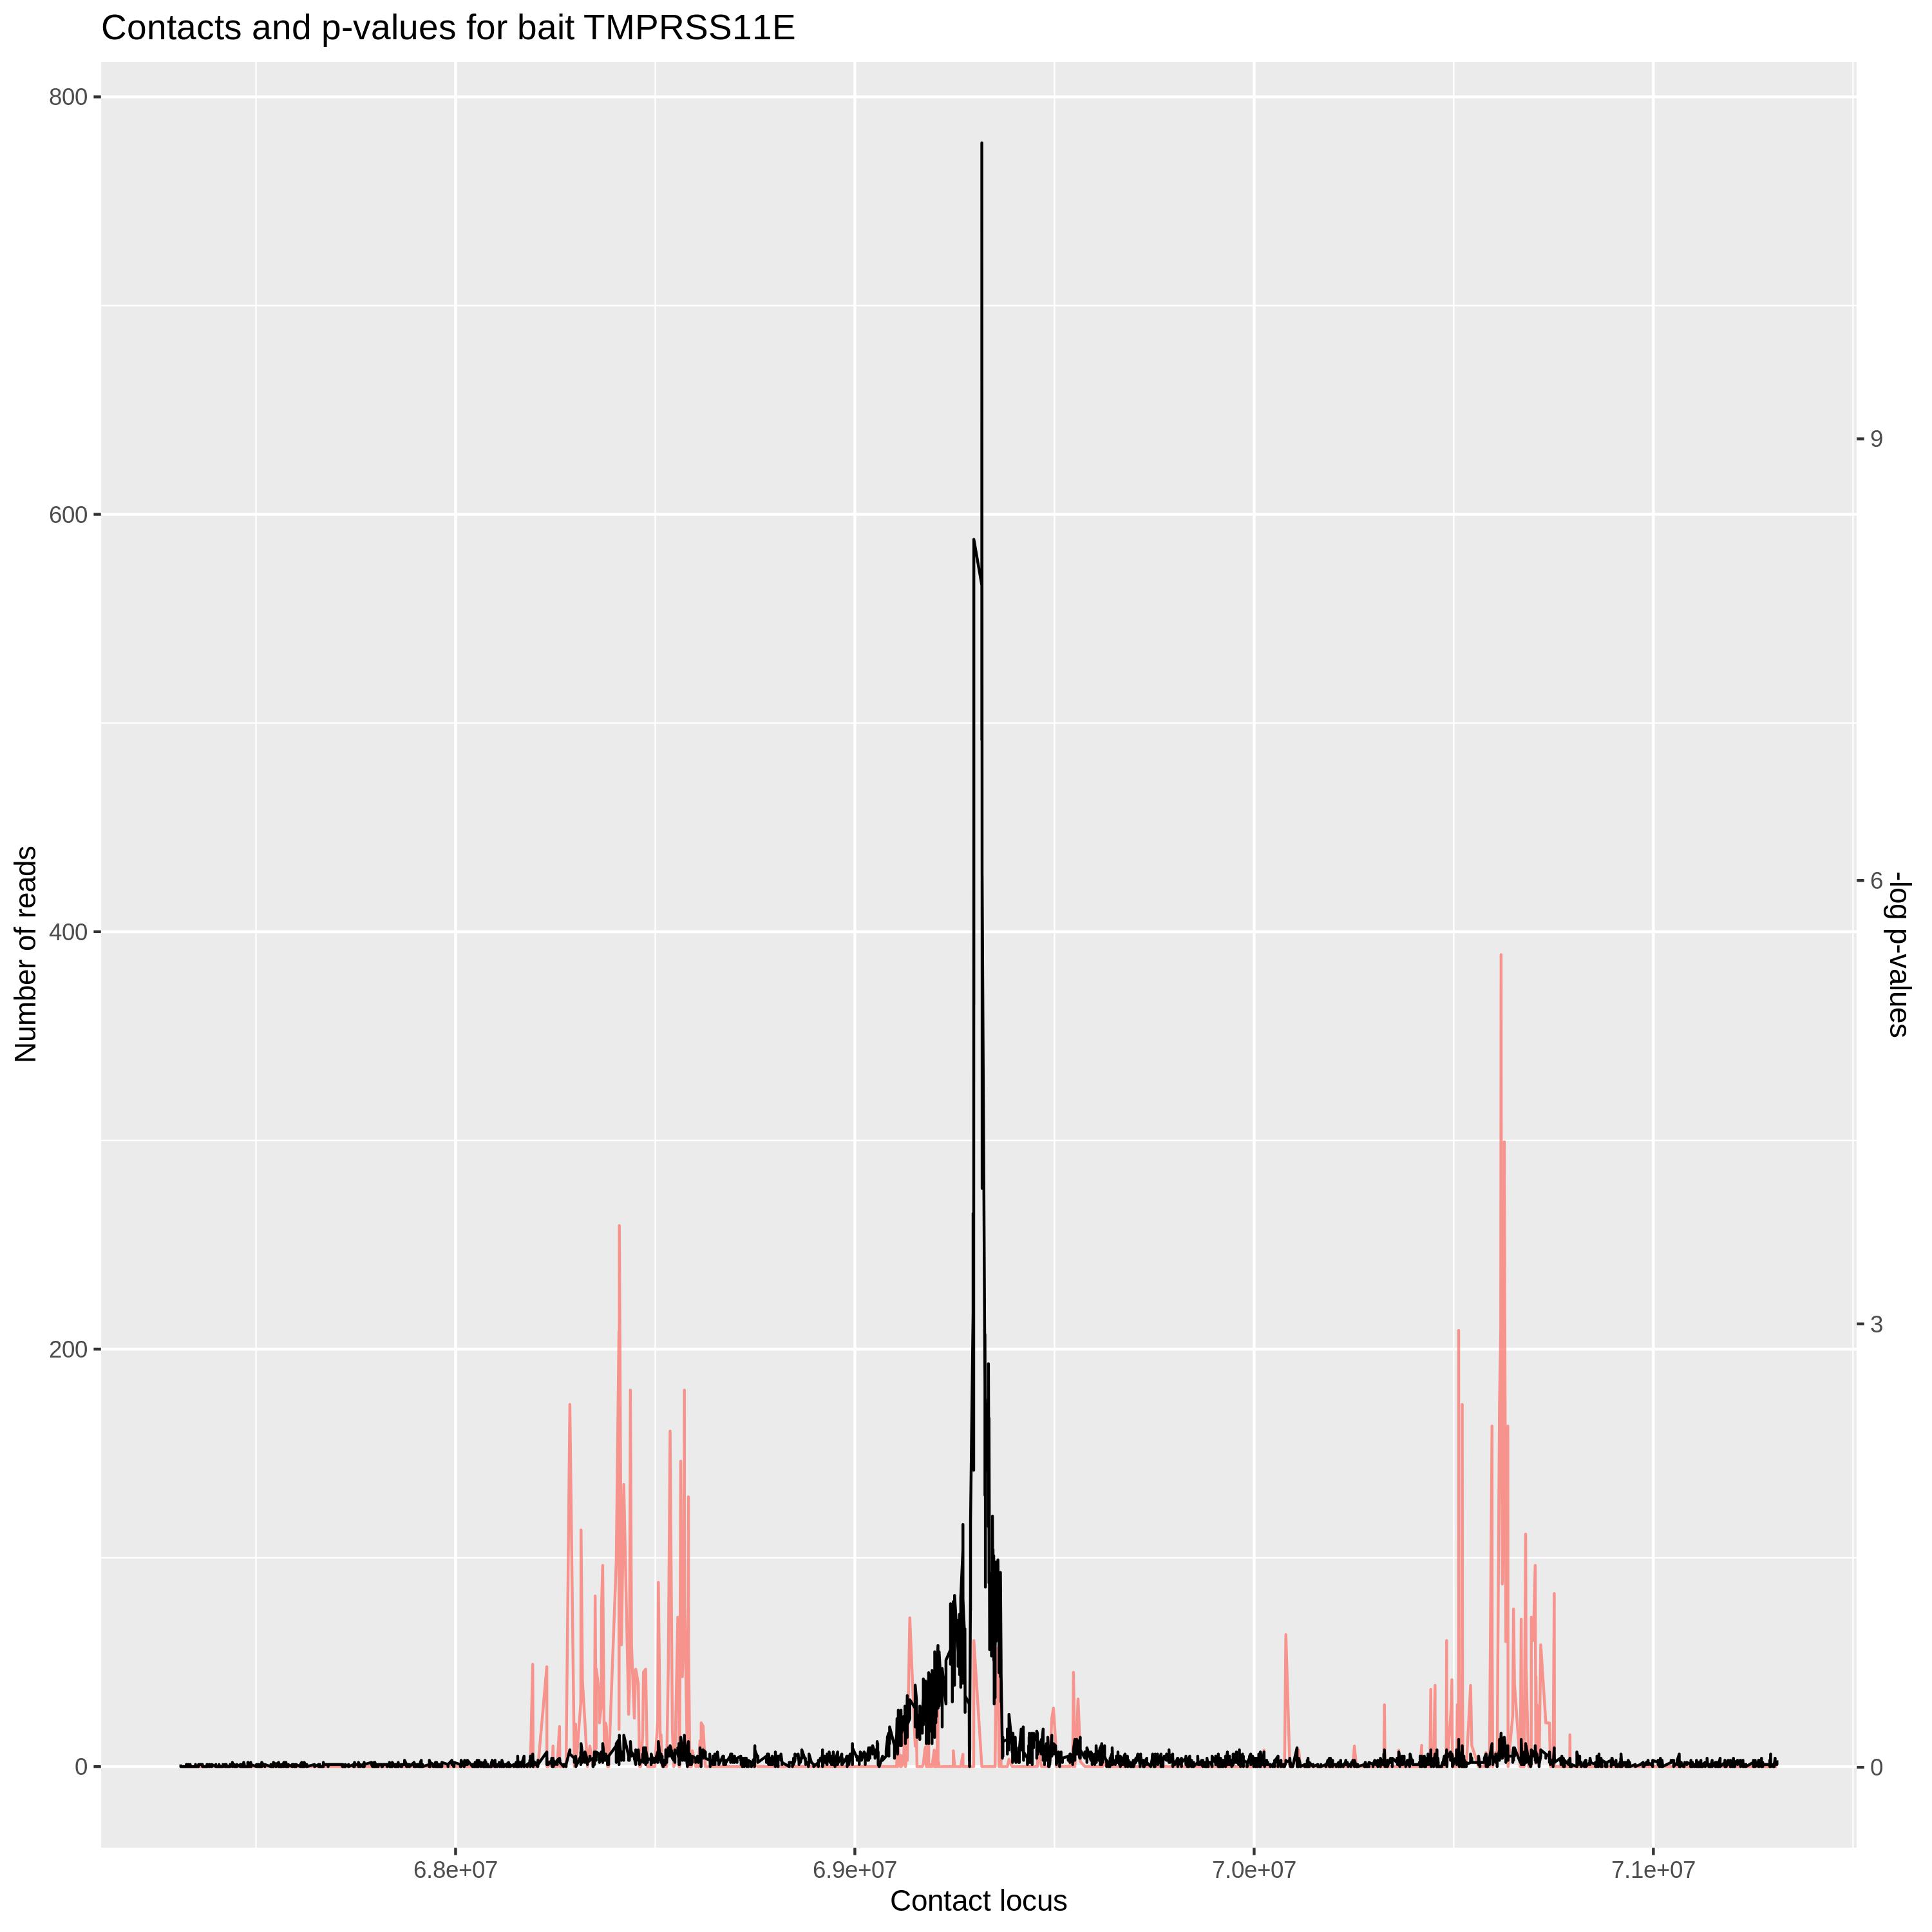 Contacts and p-values for bait TMPRSS11E
800
600
400
200
0
Number of reads
9
6
3
0
-log p-values
6.8e+07 6.9e+07 7.0e+07 7.1e+07
Contact locus